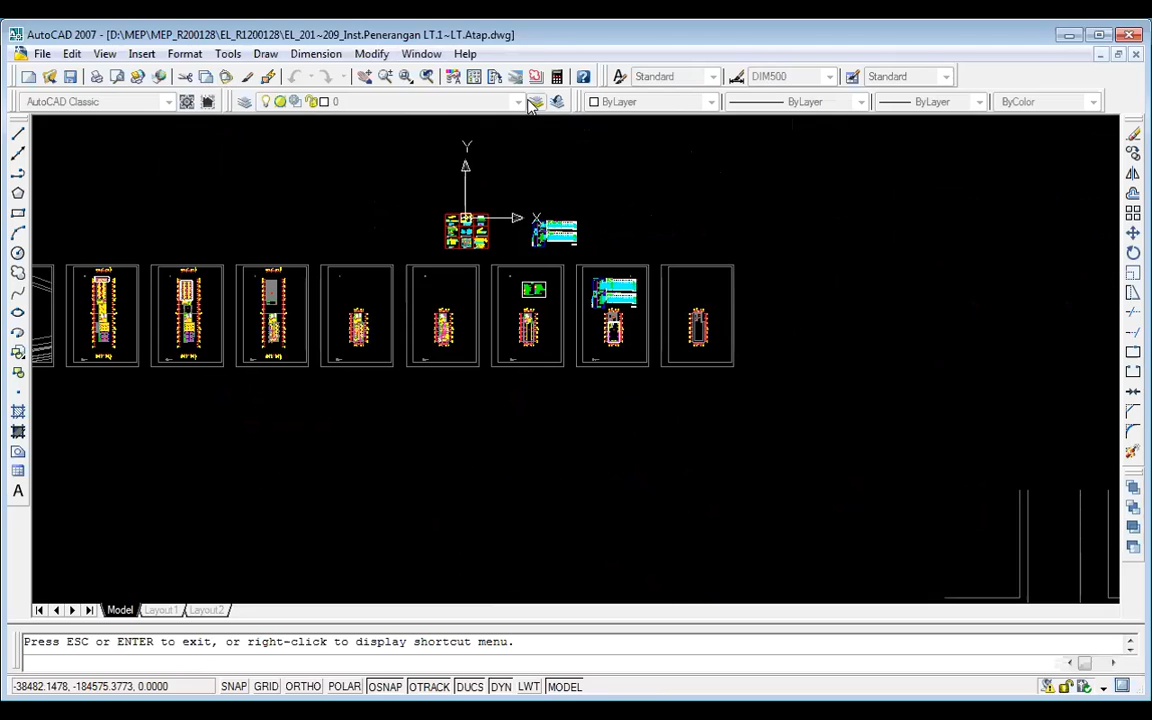 AutoCAD 2007 - [D:\MEP\MEP_R200128\EL_R1200128\EL_201~209_Inst.Penerangan LT.1~LT.Atap.dwg]
File Edit View Insert Format Tools Draw Dimension Modify Window Help
Standard DIM500 Standard
AutoCAD Classic 0 ByLayer ByLayer ByLayer ByColor
Y
X
Model Layout1 Layout2
Press ESC or ENTER to exit, or right-click to display shortcut menu.
-38482.1478, -184575.3773, 0.0000 SNAP GRID ORTHO POLAR OSNAP OTRACK DUCS DYN LWT MODEL